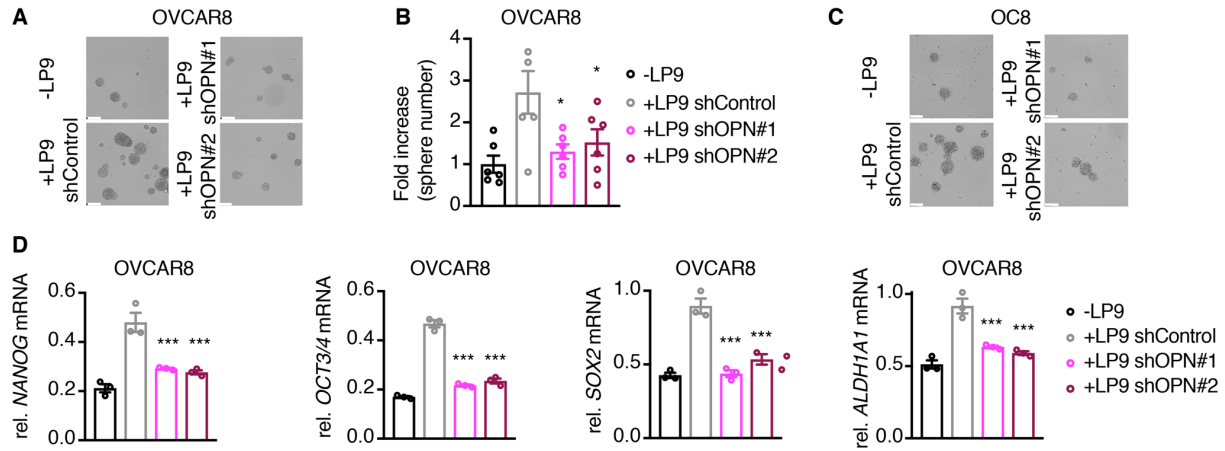 A
OVCAR8
-LP9
+LP9
shOPN#1
+LP9
shControl
+LP9
shOPN#2
B
OVCAR8
Fold increase
(sphere number)
4
3
2
1
0
*
*
-LP9
+LP9 shControl
+LP9 shOPN#1
+LP9 shOPN#2
C
OC8
-LP9
+LP9
shOPN#1
+LP9
shControl
+LP9
shOPN#2
D
OVCAR8
rel. NANOG mRNA
0.6
0.4
0.2
0.0
***
***
OVCAR8
rel. OCT3/4 mRNA
0.6
0.4
0.2
0.0
***
***
OVCAR8
rel. SOX2 mRNA
1.0
0.5
0.0
***
***
OVCAR8
rel. ALDH1A1 mRNA
1.0
0.5
0.0
***
***
-LP9
+LP9 shControl
+LP9 shOPN#1
+LP9 shOPN#2